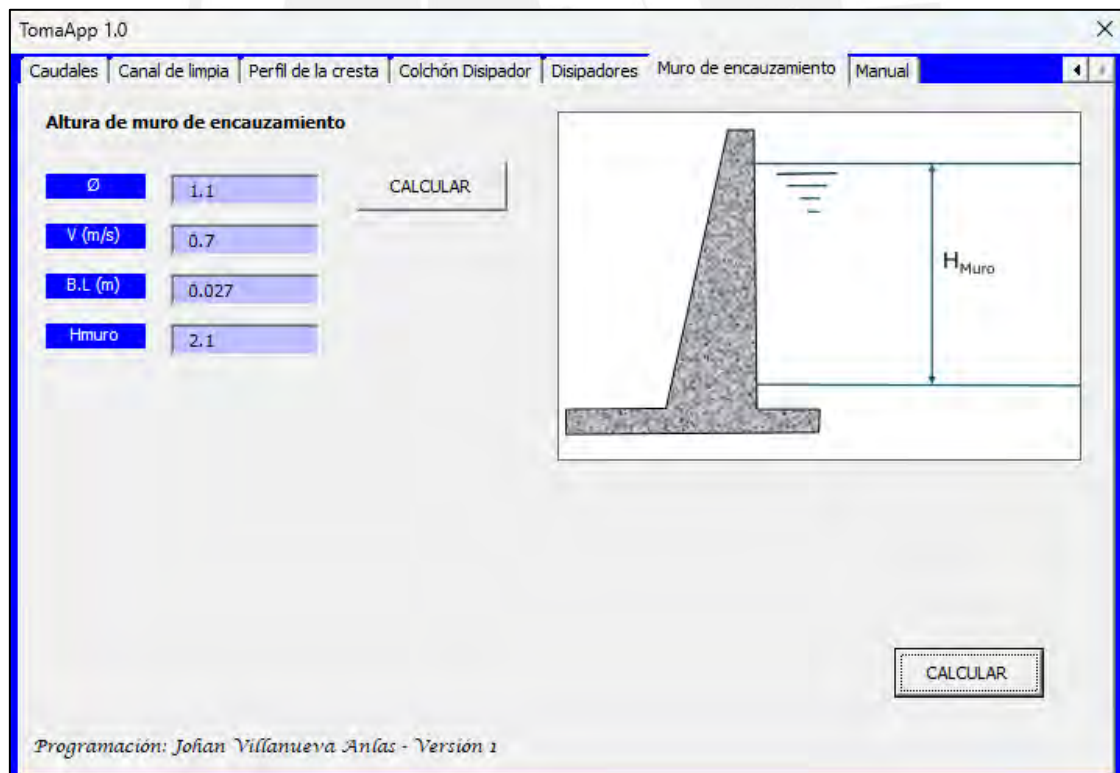 TomaApp 1.0
Caudales Canal de limpia Perfil de la cresta Colchón Disipador Disipadores Muro de encauzamiento Manual
Altura de muro de encauzamiento
Ø 1.1 CALCULAR
V (m/s) 0.7
B.L (m) 0.027
Hmuro 2.1
HMuro
CALCULAR
Programación: Johan Villanueva Anlas - Versión 1